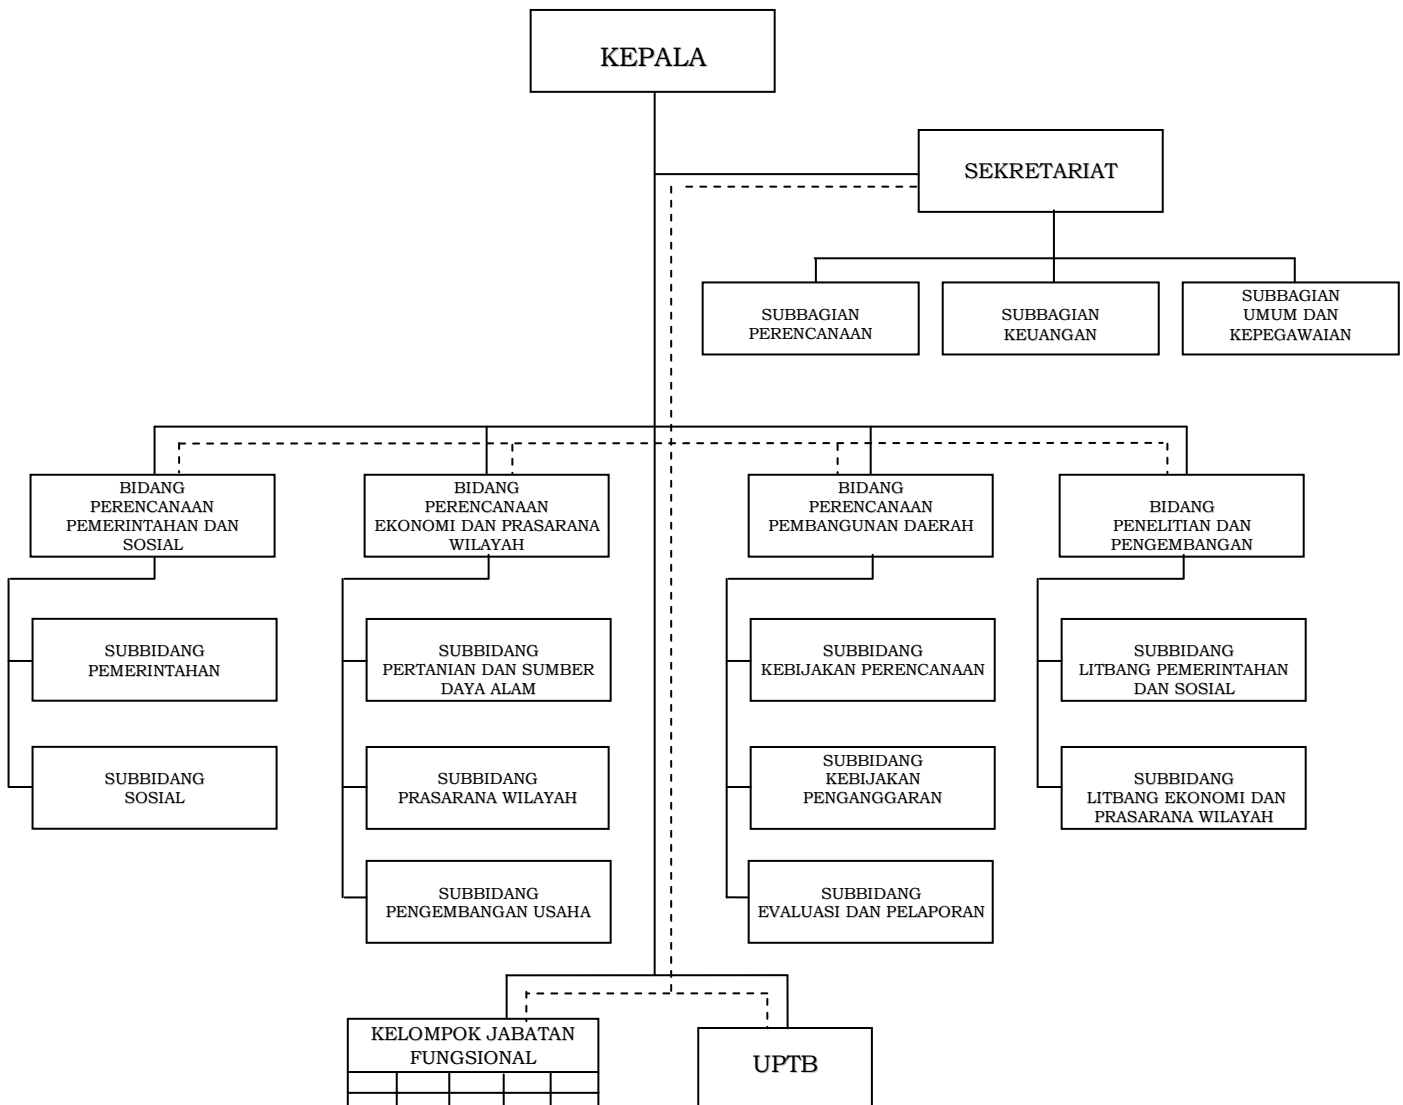 KEPALA
SEKRETARIAT
SUBBAGIAN
PERENCANAAN
SUBBAGIAN
KEUANGAN
SUBBAGIAN
UMUM DAN
KEPEGAWAIAN
BIDANG
PERENCANAAN
PEMERINTAHAN DAN
SOSIAL
BIDANG
PERENCANAAN
EKONOMI DAN PRASARANA
WILAYAH
BIDANG
PERENCANAAN
PEMBANGUNAN DAERAH
BIDANG
PENELITIAN DAN
PENGEMBANGAN
SUBBIDANG
PEMERINTAHAN
SUBBIDANG
PERTANIAN DAN SUMBER
DAYA ALAM
SUBBIDANG
KEBIJAKAN PERENCANAAN
SUBBIDANG
LITBANG PEMERINTAHAN
DAN SOSIAL
SUBBIDANG
SOSIAL
SUBBIDANG
PRASARANA WILAYAH
SUBBIDANG
KEBIJAKAN
PENGANGGARAN
SUBBIDANG
LITBANG EKONOMI DAN
PRASARANA WILAYAH
SUBBIDANG
PENGEMBANGAN USAHA
SUBBIDANG
EVALUASI DAN PELAPORAN
KELOMPOK JABATAN
FUNGSIONAL
UPTB